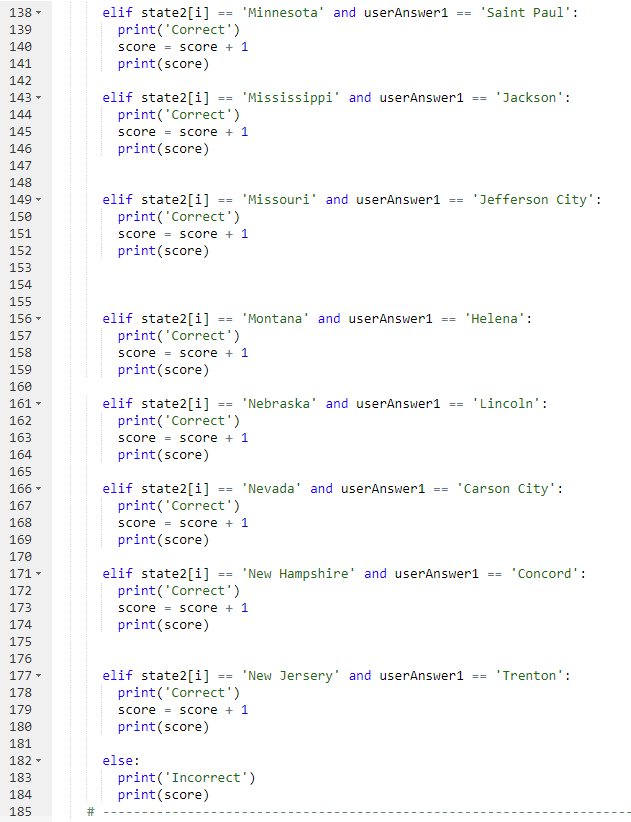 138 elif state2[i] == 'Minnesota' and userAnswer1 == 'Saint Paul':
139 print('Correct')
140 score = score + 1
141 print(score)
142
143 elif state2[i] == 'Mississippi' and userAnswer1 == 'Jackson':
144 print('Correct')
145 score = score + 1
146 print(score)
147
148
149 elif state2[i] == 'Missouri' and userAnswer1 == 'Jefferson City':
150 print('Correct')
151 score = score + 1
152 print(score)
153
154
155
156 elif state2[i] == 'Montana' and userAnswer1 == 'Helena':
157 print('Correct')
158 score = score + 1
159 print(score)
160
161 elif state2[i] == 'Nebraska' and userAnswer1 == 'Lincoln':
162 print('Correct')
163 score = score + 1
164 print(score)
165
166 elif state2[i] == 'Nevada' and userAnswer1 == 'Carson City':
167 print('Correct')
168 score = score + 1
169 print(score)
170
171 elif state2[i] == 'New Hampshire' and userAnswer1 == 'Concord':
172 print('Correct')
173 score = score + 1
174 print(score)
175
176
177 elif state2[i] == 'New Jersery' and userAnswer1 == 'Trenton':
178 print('Correct')
179 score = score + 1
180 print(score)
181
182 else:
183 print('Incorrect')
184 print(score)
185 # ---------------------------------------------------------------------